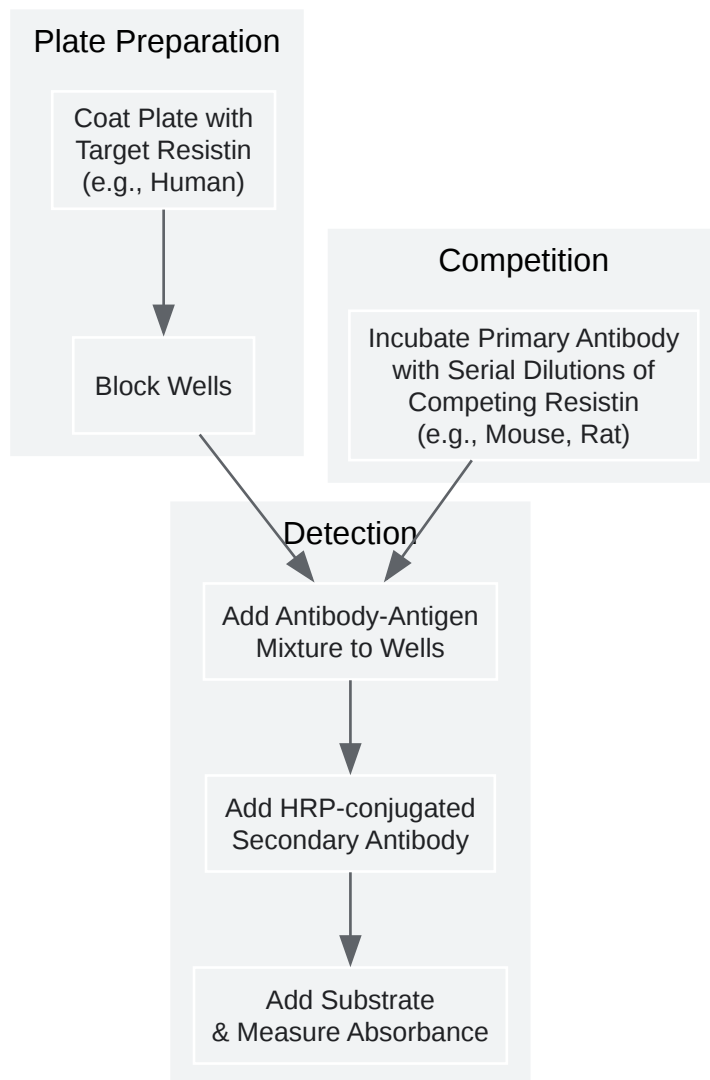 Plate Preparation
Coat Plate with
Target Resistin
(e.g., Human)
Block Wells
Competition
Incubate Primary Antibody
with Serial Dilutions of
Competing Resistin
(e.g., Mouse, Rat)
Detection
Add Antibody-Antigen
Mixture to Wells
Add HRP-conjugated
Secondary Antibody
Add Substrate
& Measure Absorbance